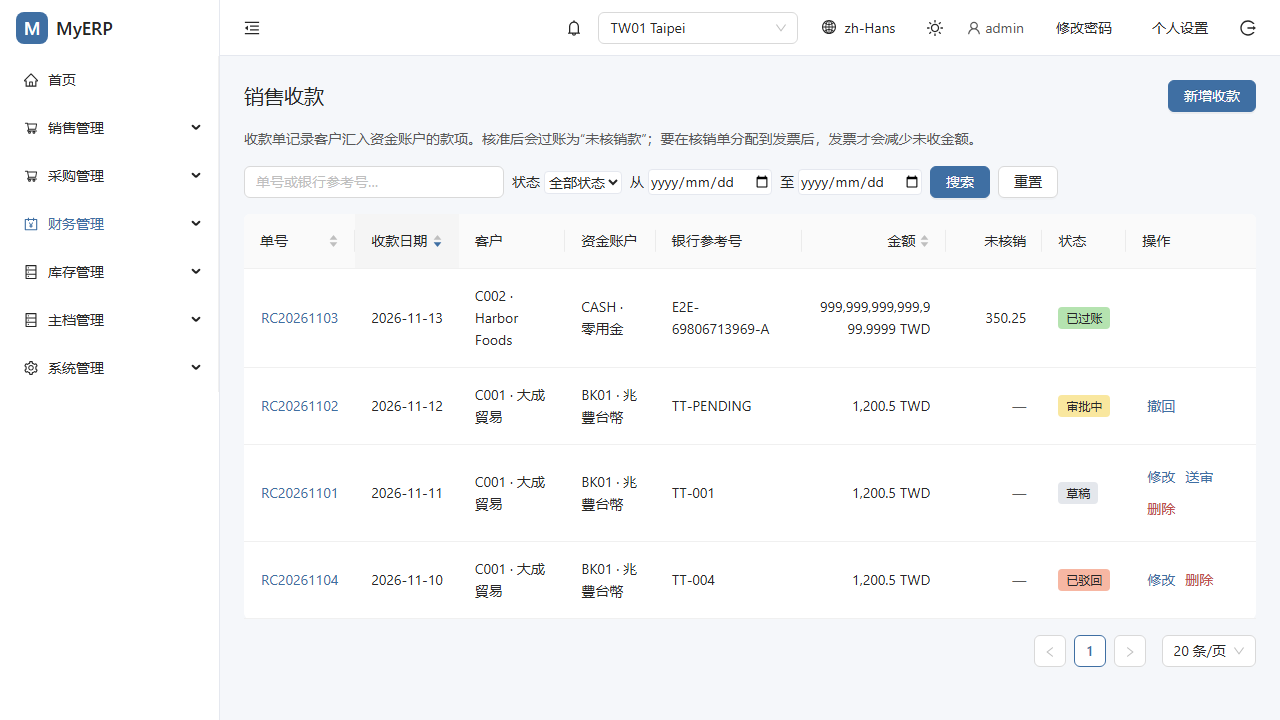 M MyERP
TW01 Taipei
zh-Hans
admin
修改密码
个人设置
首页
销售管理
采购管理
财务管理
库存管理
主档管理
系统管理
销售收款
新增收款
收款单记录客户汇入资金账户的款项。核准后会过账为“未核销款”；要在核销单分配到发票后，发票才会减少未收金额。
单号或银行参考号... 状态 全部状态 从 yyyy/mm/dd 至 yyyy/mm/dd 搜索 重置
单号 收款日期 客户 资金账户 银行参考号 金额 未核销 状态 操作
RC20261103 2026-11-13 C002 · Harbor Foods CASH · 零用金 E2E-69806713969-A 999,999,999,999,999.9999 TWD 350.25 已过账
RC20261102 2026-11-12 C001 · 大成貿易 BK01 · 兆豐台幣 TT-PENDING 1,200.5 TWD — 审批中 撤回
RC20261101 2026-11-11 C001 · 大成貿易 BK01 · 兆豐台幣 TT-001 1,200.5 TWD — 草稿 修改 送审 删除
RC20261104 2026-11-10 C001 · 大成貿易 BK01 · 兆豐台幣 TT-004 1,200.5 TWD — 已驳回 修改 删除
< 1 > 20 条/页